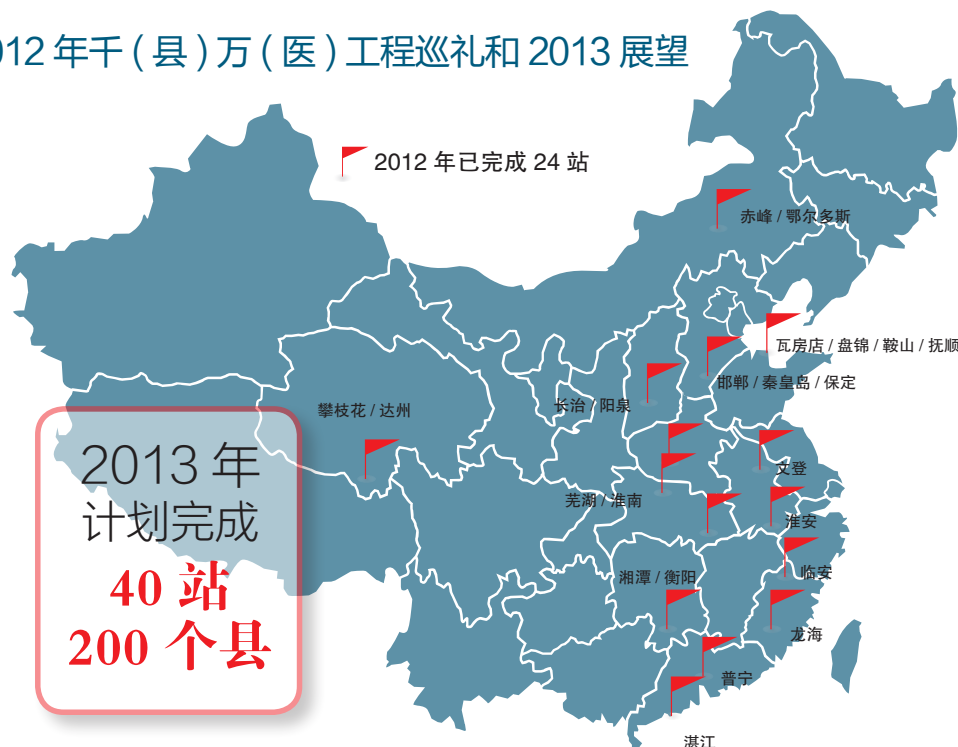 012 年千 ( 县 ) 万 ( 医 ) 工程巡礼和 2013 展望
2012 年已完成 24 站
赤峰 / 鄂尔多斯
瓦房店 / 盘锦 / 鞍山 / 抚顺
邯郸 / 秦皇岛 / 保定
长治 / 阳泉
攀枝花 / 达州
文登
芜湖 / 淮南
淮安
临安
湘潭 / 衡阳
龙海
普宁
湛江
2013 年
计划完成
40 站
200 个县